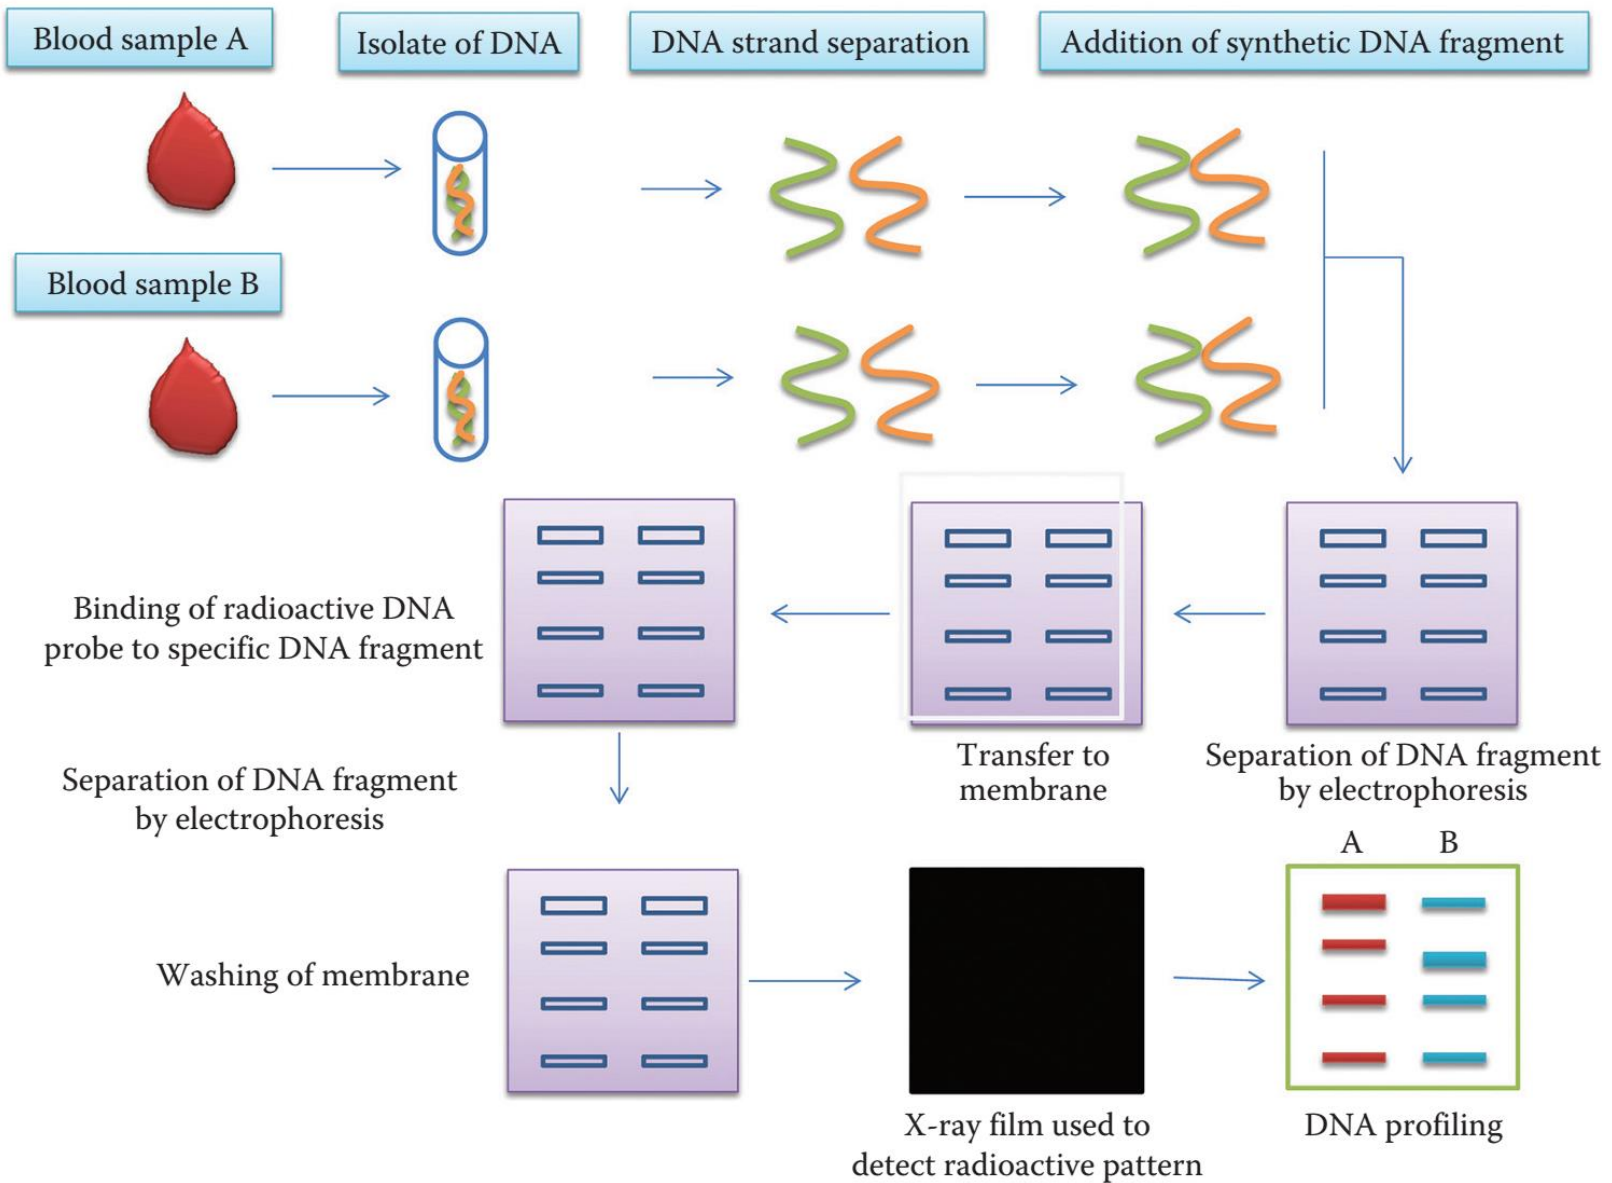 Blood sample A
Isolate of DNA
DNA strand separation
Addition of synthetic DNA fragment
Blood sample B
Binding of radioactive DNA
probe to specific DNA fragment
Transfer to
membrane
Separation of DNA fragment
by electrophoresis
Separation of DNA fragment
by electrophoresis
A
B
Washing of membrane
X-ray film used to
detect radioactive pattern
DNA profiling